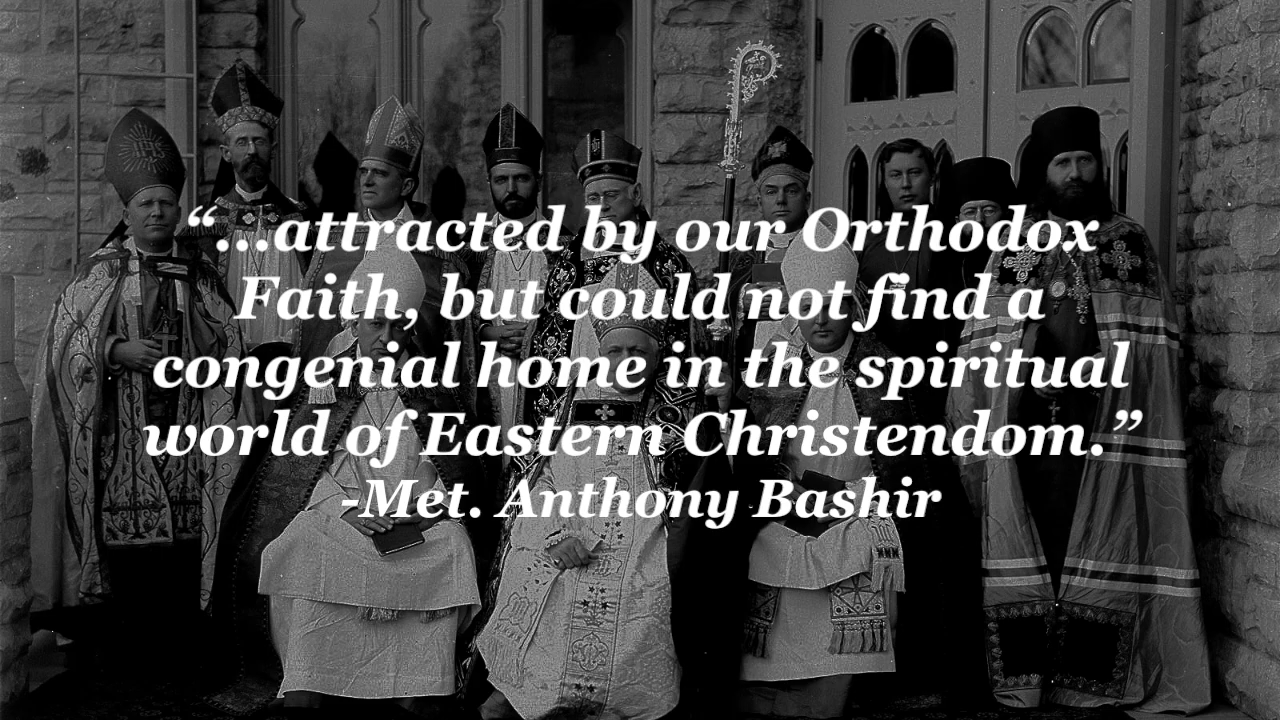 “...attracted by our Orthodox
Faith, but could not find a
congenial home in the spiritual
world of Eastern Christendom.”
-Met. Anthony Bashir